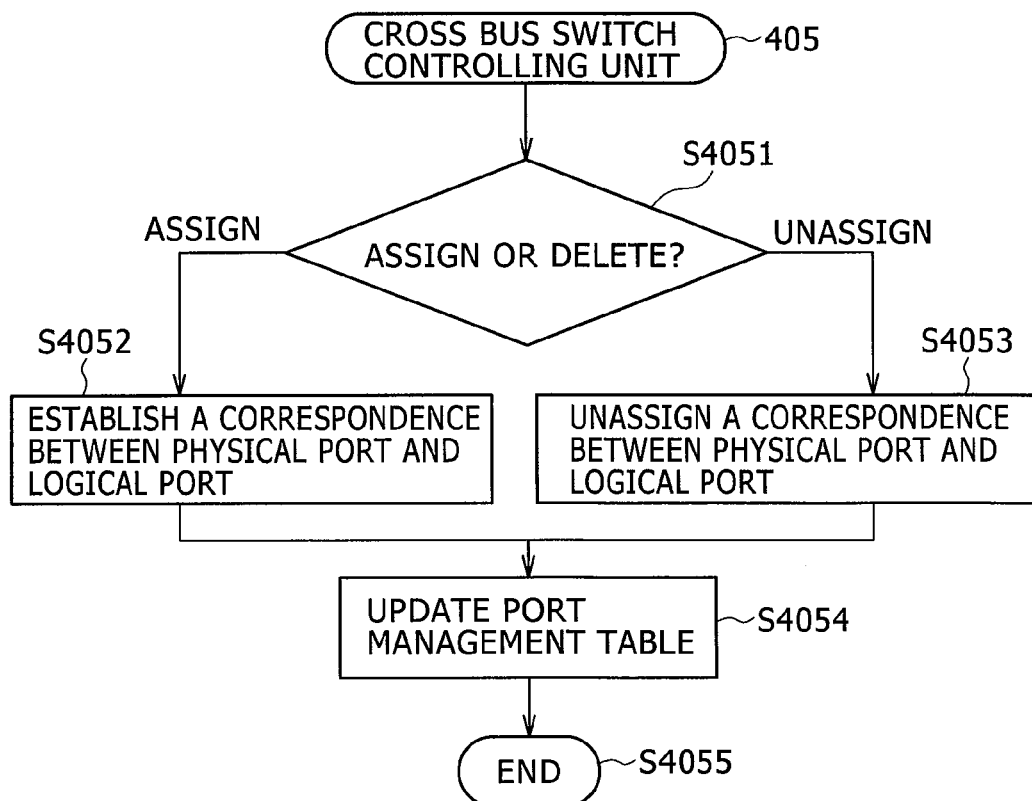 CROSS BUS SWITCH
CONTROLLING UNIT
405
S4051
ASSIGN
ASSIGN OR DELETE?
UNASSIGN
S4052
S4053
ESTABLISH A CORRESPONDENCE
BETWEEN PHYSICAL PORT AND
LOGICAL PORT
UNASSIGN A CORRESPONDENCE
BETWEEN PHYSICAL PORT AND
LOGICAL PORT
UPDATE PORT
MANAGEMENT TABLE
S4054
END
S4055